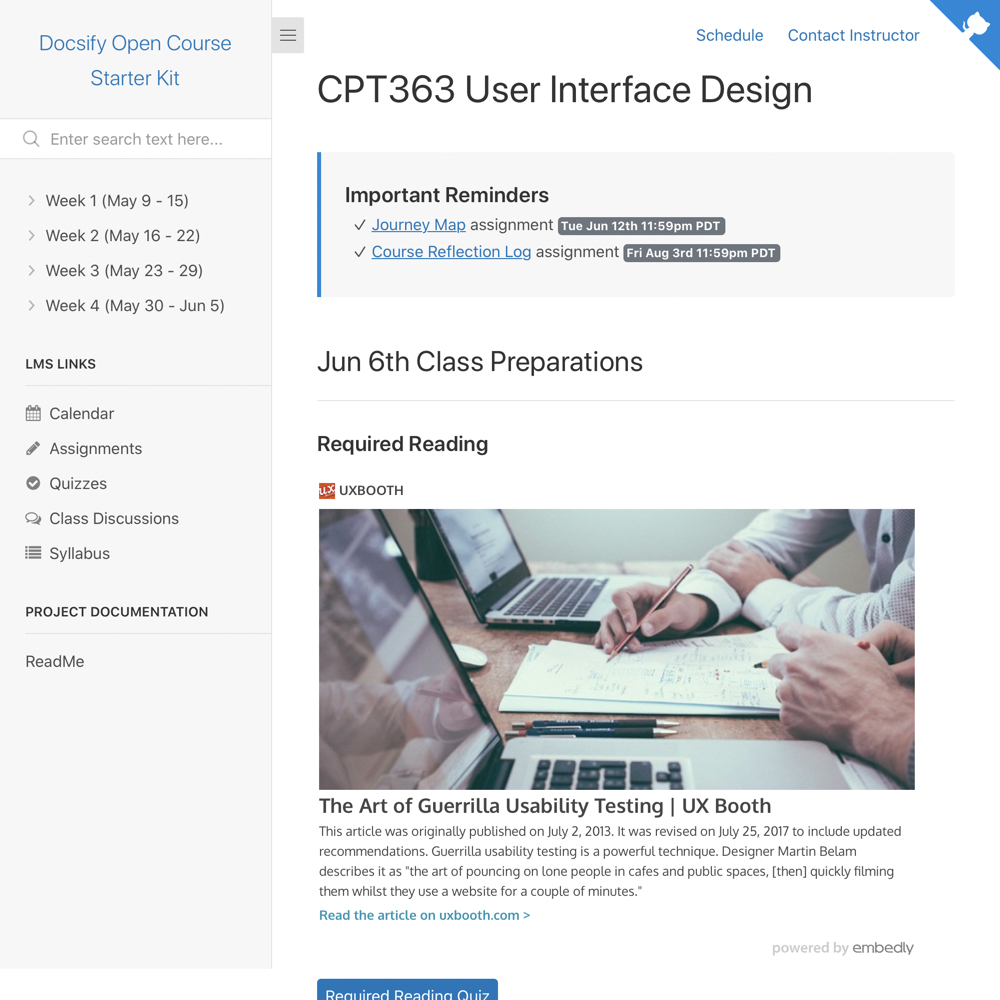 Docsify Open Course
Starter Kit
Enter search text here...
Week 1 (May 9 - 15)
Week 2 (May 16 - 22)
Week 3 (May 23 - 29)
Week 4 (May 30 - Jun 5)
LMS LINKS
Calendar
Assignments
Quizzes
Class Discussions
Syllabus
PROJECT DOCUMENTATION
ReadMe
Schedule Contact Instructor
CPT363 User Interface Design
Important Reminders
Journey Map assignment Tue Jun 12th 11:59pm PDT
Course Reflection Log assignment Fri Aug 3rd 11:59pm PDT
Jun 6th Class Preparations
Required Reading
UX UXBOOTH
The Art of Guerrilla Usability Testing | UX Booth
This article was originally published on July 2, 2013. It was revised on July 25, 2017 to include updated
recommendations. Guerrilla usability testing is a powerful technique. Designer Martin Belam
describes it as "the art of pouncing on lone people in cafes and public spaces, [then] quickly filming
them whilst they use a website for a couple of minutes."
Read the article on uxbooth.com >
powered by embedly
Required Reading Quiz